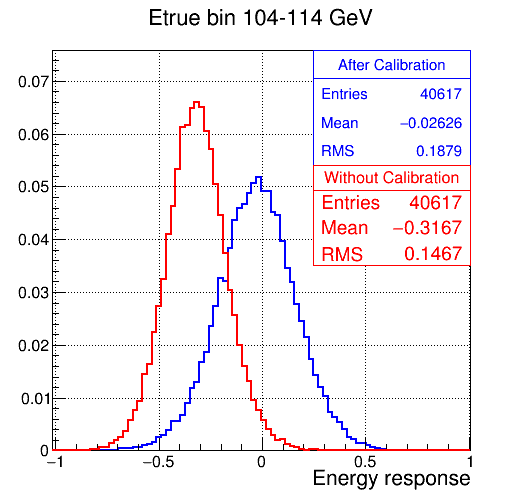 Etrue bin 104-114 GeV
After Calibration
Entries 40617
Mean −0.02626
RMS 0.1879
Without Calibration
Entries 40617
Mean −0.3167
RMS 0.1467
0.07
0.06
0.05
0.04
0.03
0.02
0.01
0
−1 −0.5 0 0.5 1
Energy response